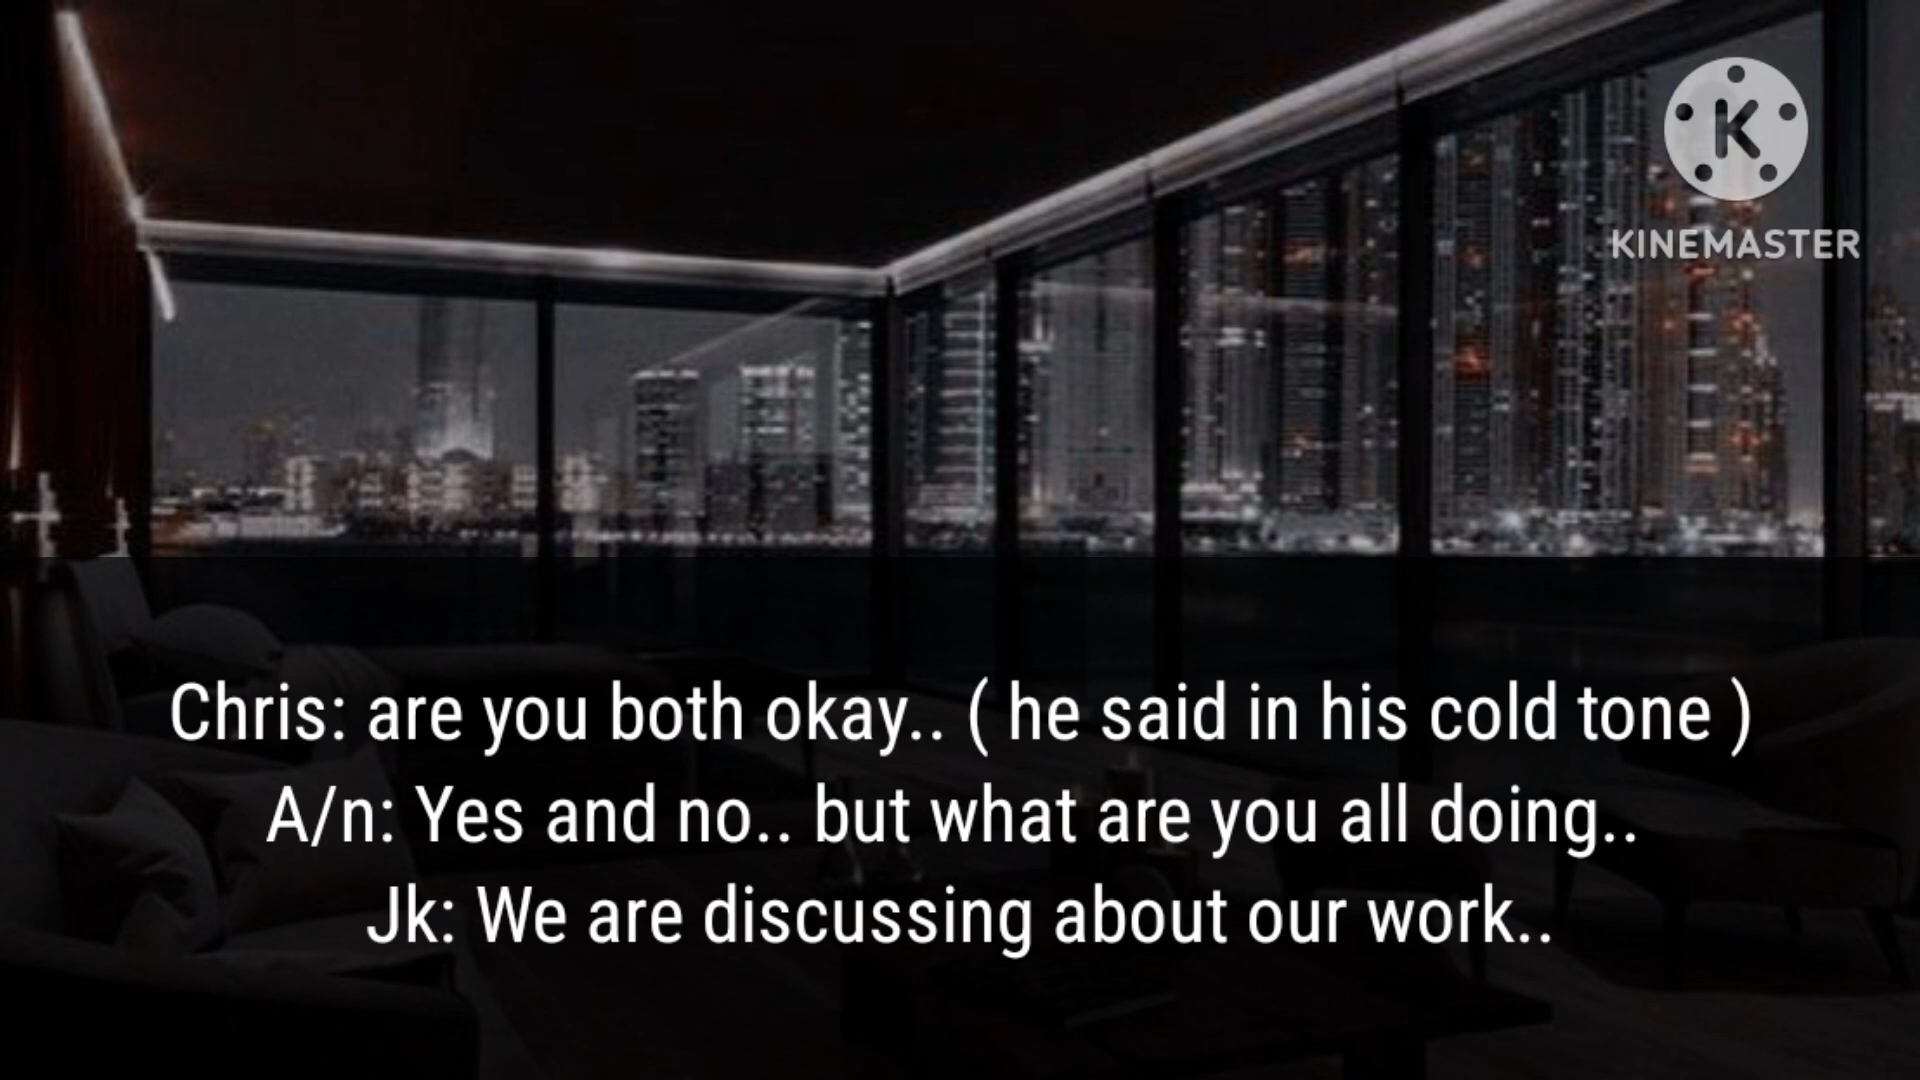 K
KINEMASTER
Chris: are you both okay.. ( he said in his cold tone )
A/n: Yes and no.. but what are you all doing..
Jk: We are discussing about our work..